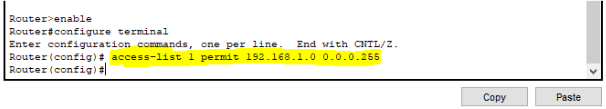 Router>enable
Router#configure terminal
Enter configuration commands, one per line.  End with CNTL/Z.
Router(config)# access-list 1 permit 192.168.1.0 0.0.0.255
Router(config)#
Copy
Paste